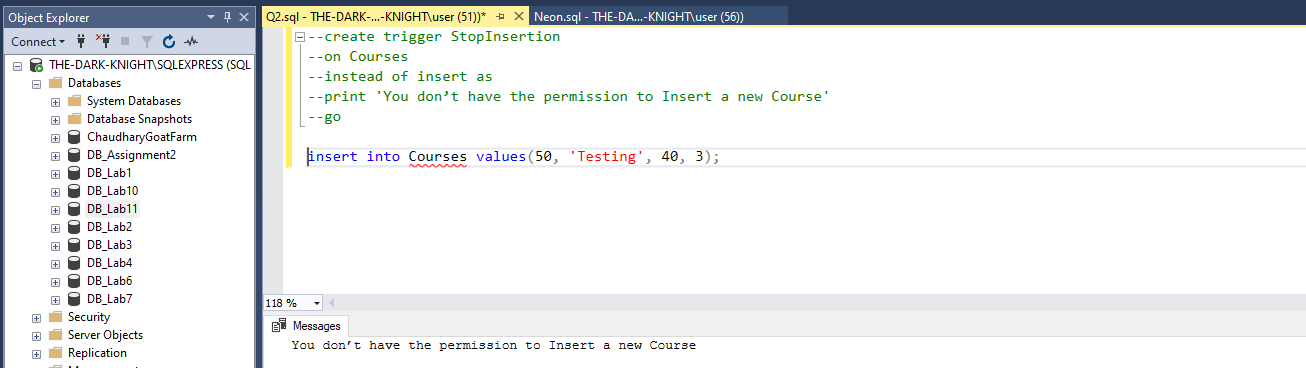 Object Explorer
Connect
THE-DARK-KNIGHT\SQLEXPRESS (SQL
Databases
System Databases
Database Snapshots
ChaudharyGoatFarm
DB_Assignment2
DB_Lab1
DB_Lab10
DB_Lab11
DB_Lab2
DB_Lab3
DB_Lab4
DB_Lab6
DB_Lab7
Security
Server Objects
Replication
Q2.sql - THE-DARK-...-KNIGHT\user (51))*
Neon.sql - THE-DA...-KNIGHT\user (56))
--create trigger StopInsertion
--on Courses
--instead of insert as
--print 'You don’t have the permission to Insert a new Course'
--go
insert into Courses values(50, 'Testing', 40, 3);
118 %
Messages
You don’t have the permission to Insert a new Course